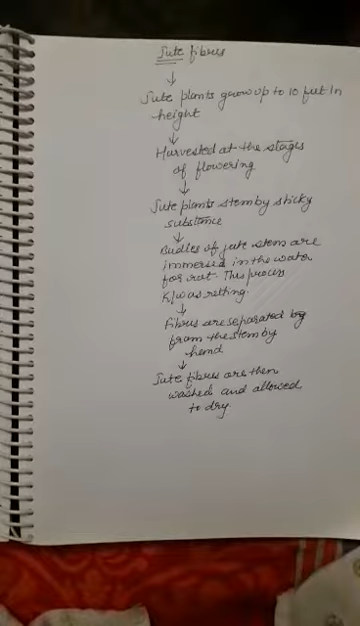 Jute fibres
↓
Jute plants grow up to 10 feet in
height
↓
Harvested at the stages
of flowering
↓
Jute plants stem by sticky
substance
↓
Budles of jute stem are
immersed in the water
for rot. This process
K/w as retting.
↓
Fibres are separated by
from the stem by
hand
↓
Jute fibres are then
washed and allowed
to dry.